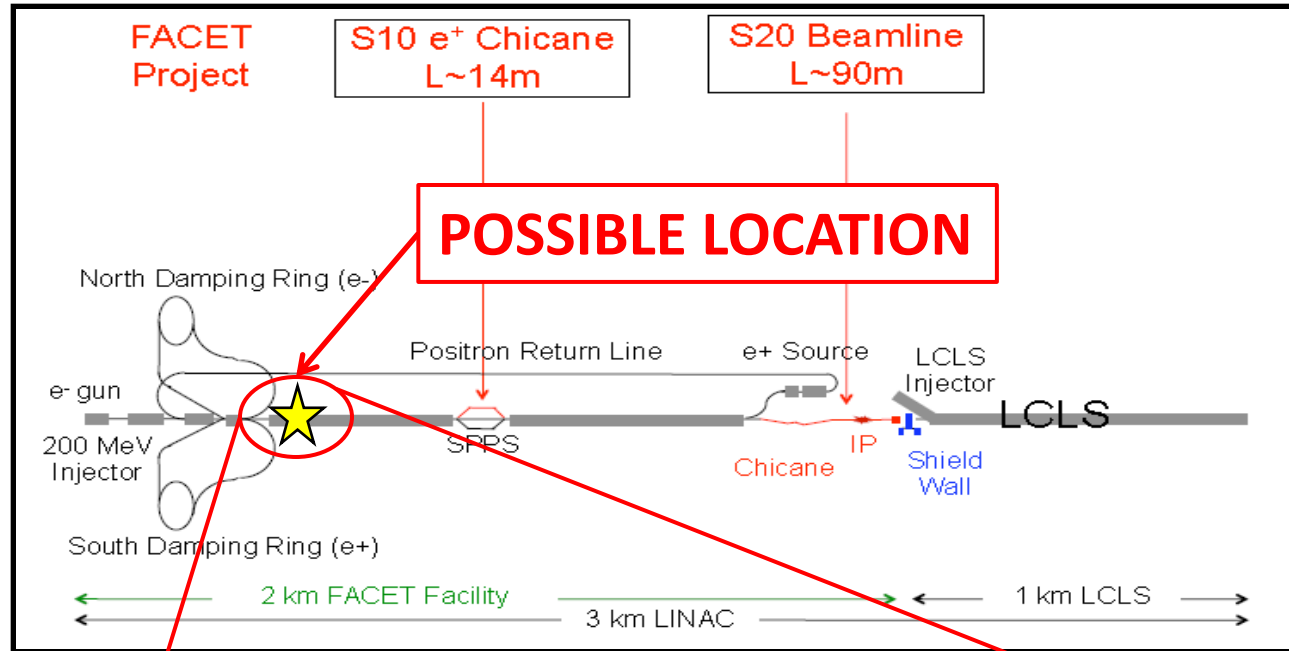 FACET
Project
S10 e⁺ Chicane
L~14m
S20 Beamline
L~90m
POSSIBLE LOCATION
North Damping Ring (e-)
Positron Return Line
e+ Source
LCLS
Injector
e- gun
LCLS
200 MeV
Injector
SPPS
IP
Chicane
Shield
Wall
South Damping Ring (e+)
2 km FACET Facility
1 km LCLS
3 km LINAC